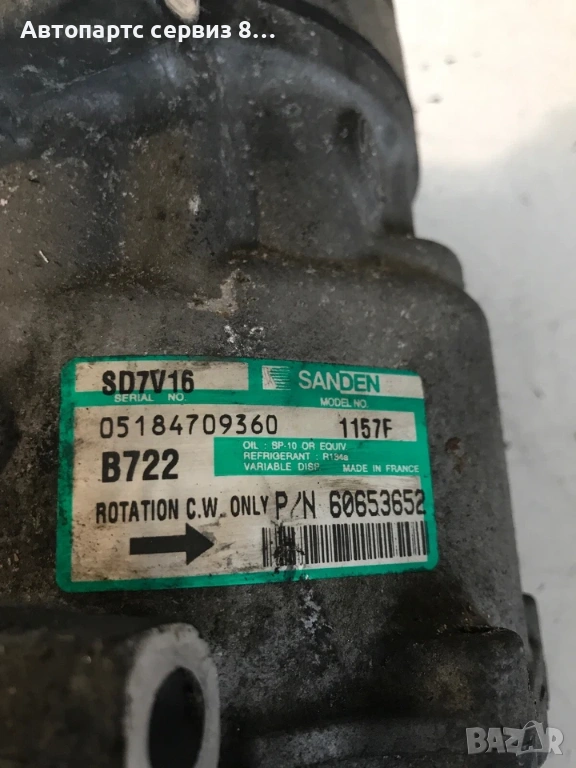 Автопартс сервиз 8...
SD7V16 SANDEN
SERIAL NO. MODEL NO.
05184709360 1157F
B722 OIL : SP-10 OR EQUIV
REFRIGERANT : R134a
VARIABLE DISP. MADE IN FRANCE
ROTATION C.W. ONLY P/N 60653652
BAZAR